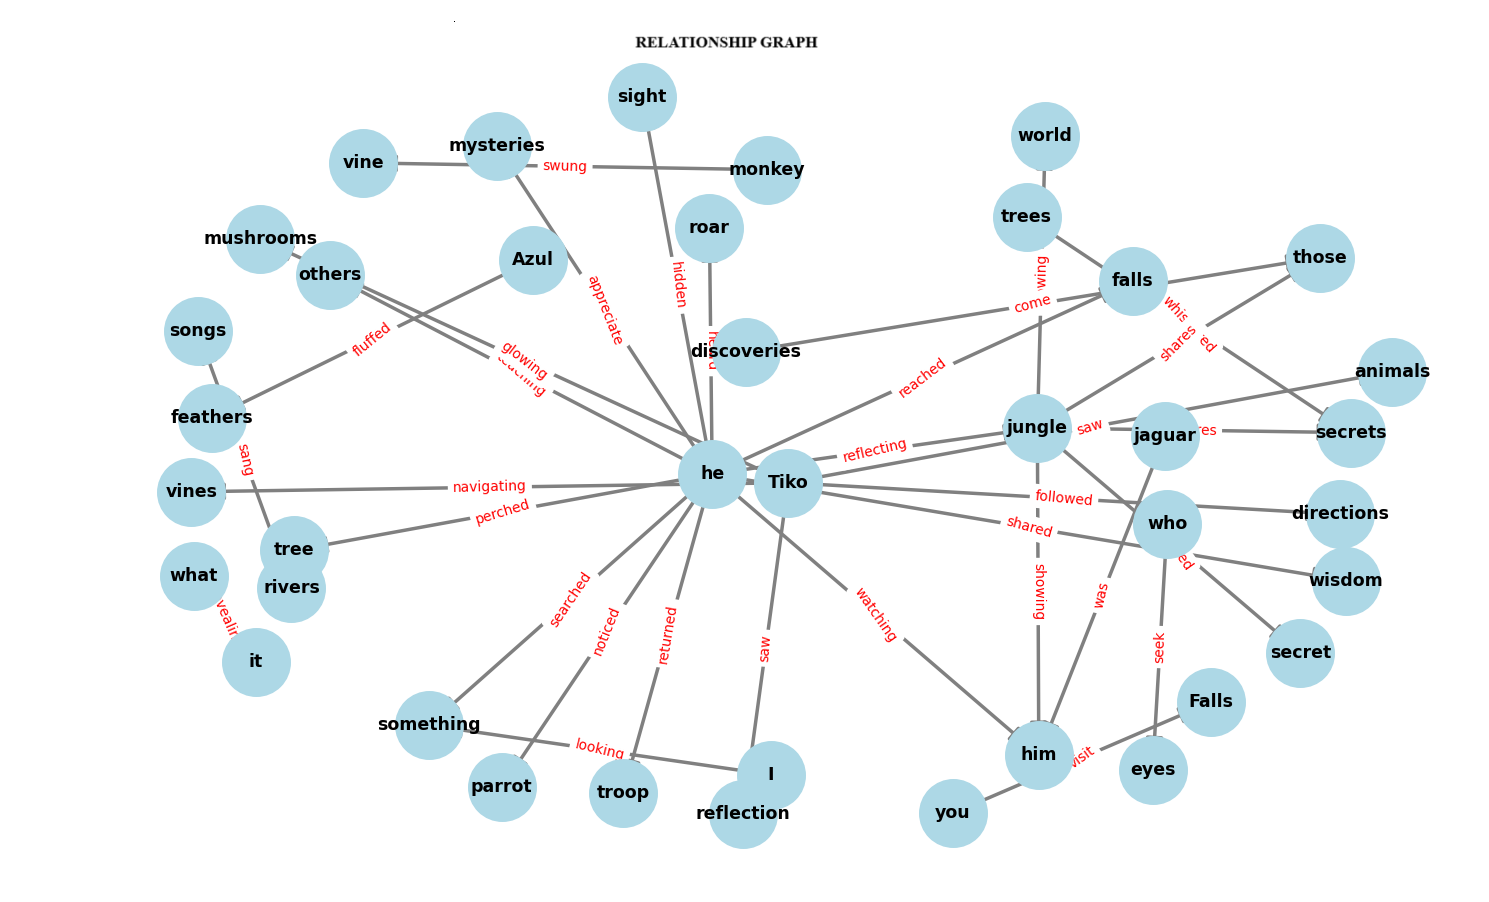 RELATIONSHIP GRAPH
sight
world
mysteries
vine
swung
monkey
trees
roar
mushrooms
others
Azul
those
falls
wing
hidden
come
appreciate
whis
ed
songs
fluffed
shares
discoveries
glowing
reached
animals
feathers
jungle
saw
jaguar
res
secrets
sang
reflecting
he
Tiko
vines
navigating
followed
directions
perched
shared
who
tree
ed
what
rivers
showing
was
wisdom
searched
watching
noticed
returned
saw
seek
secret
it
Falls
something
looking
him
visit
eyes
parrot
troop
I
reflection
you